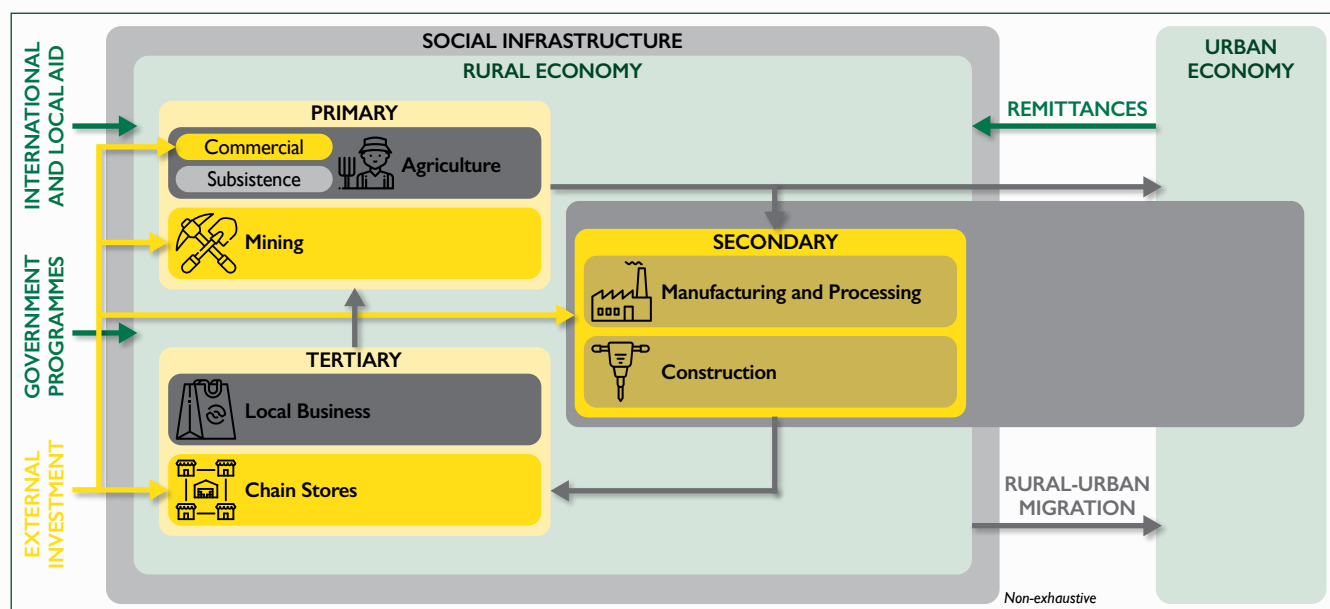 SOCIAL INFRASTRUCTURE
RURAL ECONOMY
URBAN
ECONOMY
INTERNATIONAL
AND LOCAL AID
GOVERNMENT
PROGRAMMES
EXTERNAL
INVESTMENT
PRIMARY
Commercial
Subsistence
Agriculture
Mining
TERTIARY
Local Business
Chain Stores
SECONDARY
Manufacturing and Processing
Construction
REMITTANCES
RURAL-URBAN
MIGRATION
Non-exhaustive